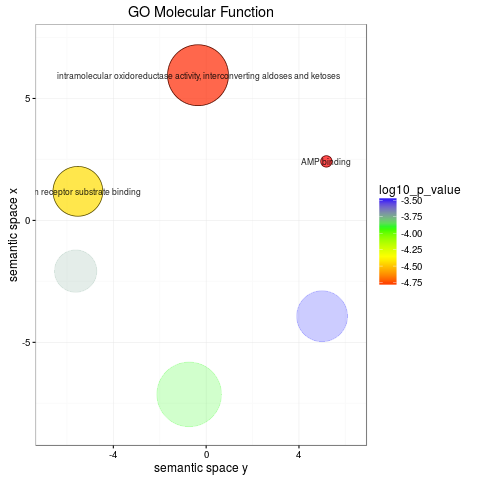 GO Molecular Function
intramolecular oxidoreductase activity, interconverting aldoses and ketoses
AMP binding
receptor substrate binding
5
0
-5
-4
0
4
semantic space x
semantic space y
log10_p_value
-3.50
-3.75
-4.00
-4.25
-4.50
-4.75